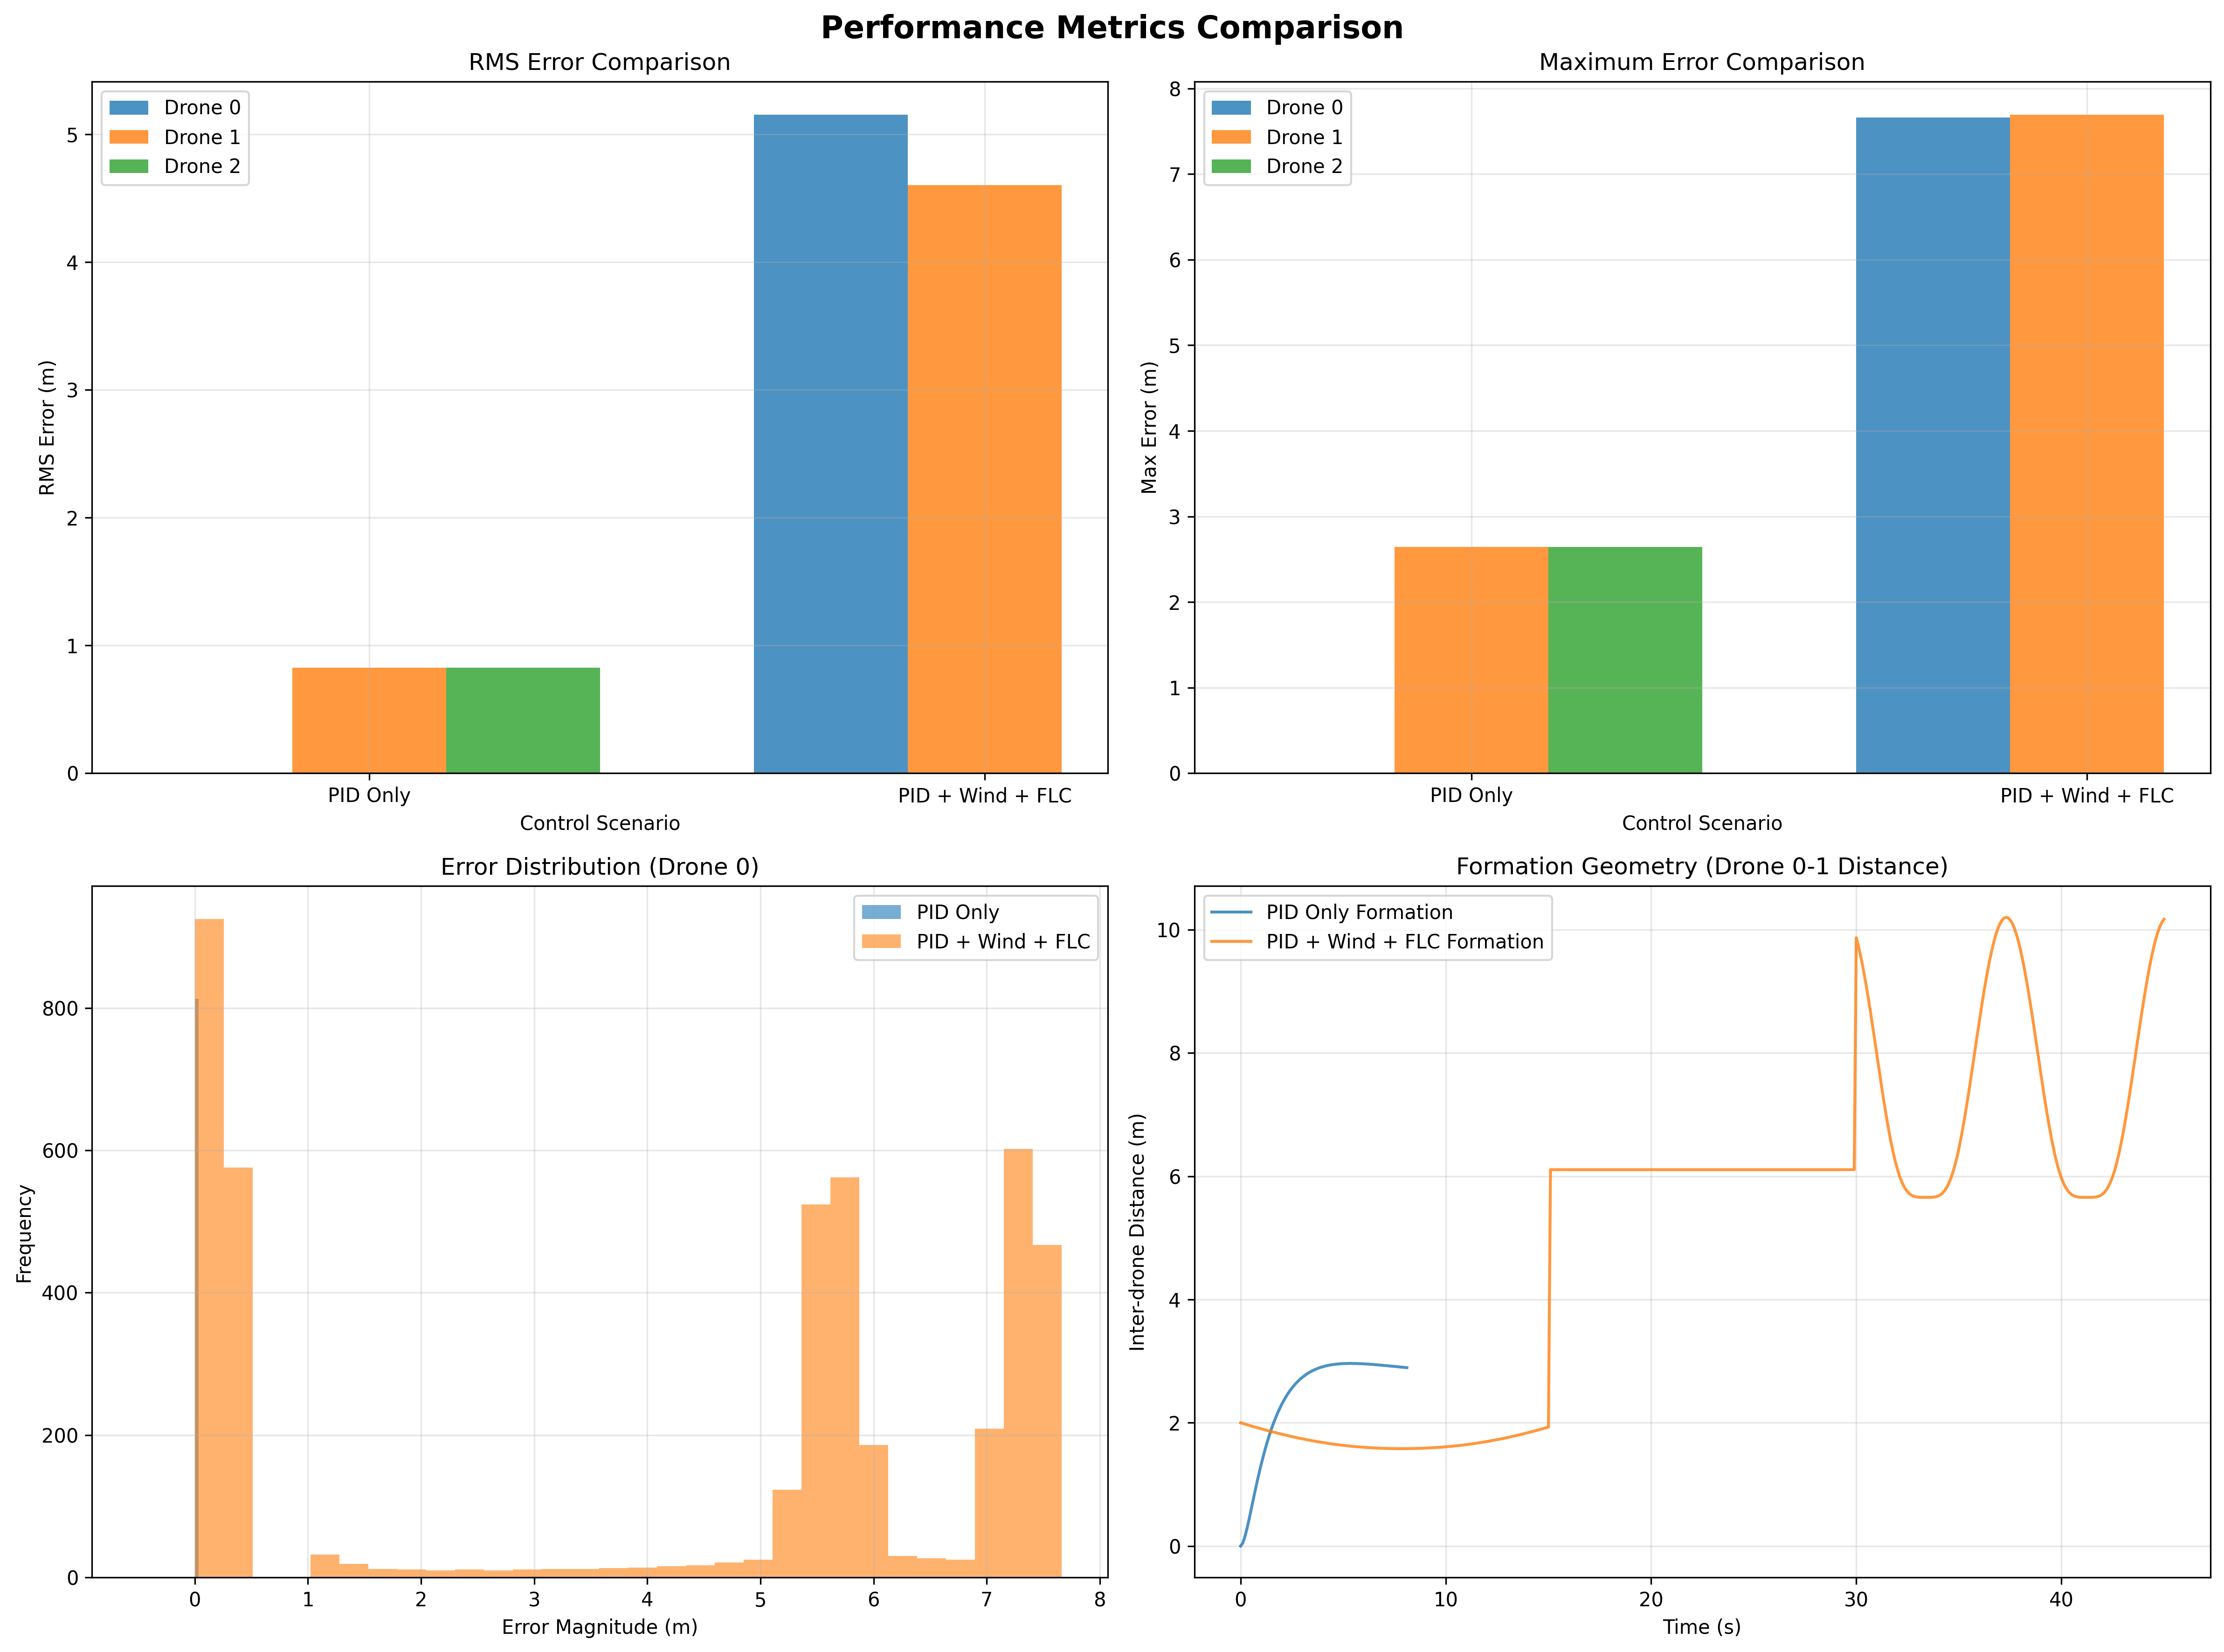 Performance Metrics Comparison
RMS Error Comparison
Drone 0
Drone 1
Drone 2
RMS Error (m)
5
4
3
2
1
0
PID Only
PID + Wind + FLC
Control Scenario
Maximum Error Comparison
Drone 0
Drone 1
Drone 2
Max Error (m)
8
7
6
5
4
3
2
1
0
PID Only
PID + Wind + FLC
Control Scenario
Error Distribution (Drone 0)
PID Only
PID + Wind + FLC
Frequency
800
600
400
200
0
0 1 2 3 4 5 6 7 8
Error Magnitude (m)
Formation Geometry (Drone 0-1 Distance)
PID Only Formation
PID + Wind + FLC Formation
Inter-drone Distance (m)
10
8
6
4
2
0
0 10 20 30 40
Time (s)